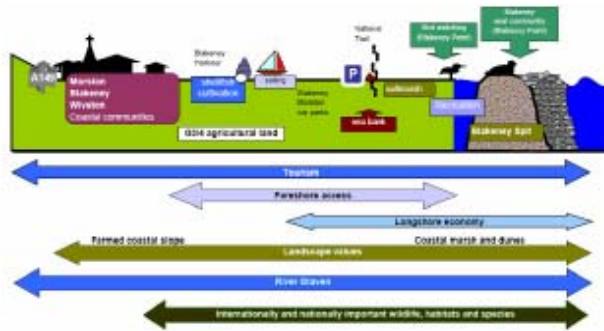 National
Trail
Bird watching
(Blakeney Point)
Blakeney
seal community
(Blakeney Point)
Blakeney
Harbour
A149
P
Morston
Blakeney
Wiveton
Coastal communities
shellfish
cultivation
sailing
Blakeney
Morston
car parks
saltmarsh
recreation
sea bank
G3/4 agricultural land
Blakeney Spit
Tourism
Foreshore access
Longshore economy
Farmed coastal slope
Coastal marsh and dunes
Landscape values
River Glaven
Internationally and nationally important wildlife, habitats and species